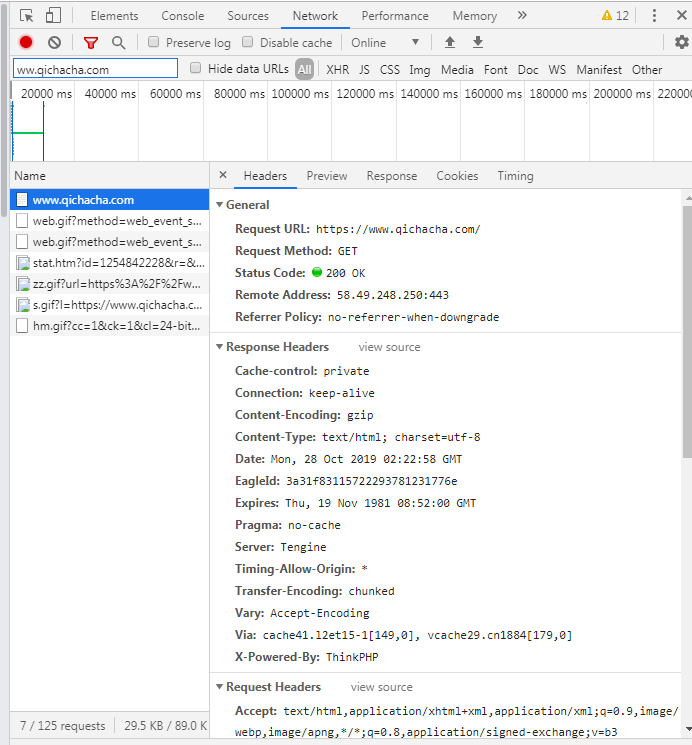 Elements Console Sources Network Performance Memory » 12
Preserve log Disable cache Online
ww.qichacha.com Hide data URLs All XHR JS CSS Img Media Font Doc WS Manifest Other
20000 ms 40000 ms 60000 ms 80000 ms 100000 ms 120000 ms 140000 ms 160000 ms 180000 ms 200000 ms 22000
Name
www.qichacha.com
web.gif?method=web_event_s...
web.gif?method=web_event_s...
stat.htm?id=1254842228&r=&...
zz.gif?url=https%3A%2F%2Fw...
s.gif?l=https://www.qichacha.c...
hm.gif?cc=1&ck=1&cl=24-bit...
7 / 125 requests 29.5 KB / 89.0 K
× Headers Preview Response Cookies Timing
General
Request URL: https://www.qichacha.com/
Request Method: GET
Status Code: 200 OK
Remote Address: 58.49.248.250:443
Referrer Policy: no-referrer-when-downgrade
Response Headers view source
Cache-control: private
Connection: keep-alive
Content-Encoding: gzip
Content-Type: text/html; charset=utf-8
Date: Mon, 28 Oct 2019 02:22:58 GMT
EagleId: 3a31f83115722293781231776e
Expires: Thu, 19 Nov 1981 08:52:00 GMT
Pragma: no-cache
Server: Tengine
Timing-Allow-Origin: *
Transfer-Encoding: chunked
Vary: Accept-Encoding
Via: cache41.l2et15-1[149,0], vcache29.cn1884[179,0]
X-Powered-By: ThinkPHP
Request Headers view source
Accept: text/html,application/xhtml+xml,application/xml;q=0.9,image/
webp,image/apng,*/*;q=0.8,application/signed-exchange;v=b3